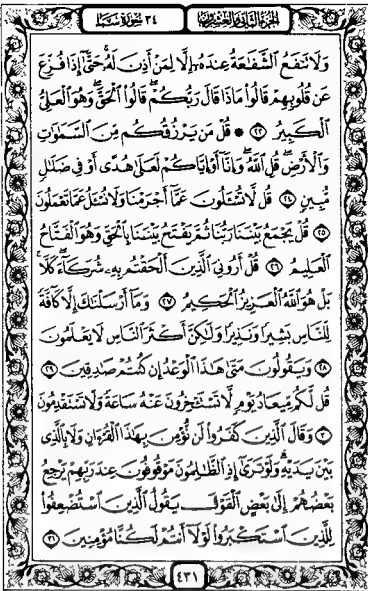 الجزء الثاني والعشرون
٣٤ سورة سبإ
وَلَا تَنفَعُ ٱلشَّفَٰعَةُ عِندَهُۥٓ إِلَّا لِمَنْ أَذِنَ لَهُۥ حَتَّىٰٓ إِذَا فُزِّعَ
عَن قُلُوبِهِمْ قَالُوا۟ مَاذَا قَالَ رَبُّكُمْ قَالُوا۟ ٱلْحَقَّ وَهُوَ ٱلْعَلِىُّ
ٱلْكَبِيرُ ٢٣ * قُلْ مَن يَرْزُقُكُم مِّنَ ٱلسَّمَٰوَٰتِ
وَٱلْأَرْضِ قُلِ ٱللَّهُ وَإِنَّآ أَوْ إِيَّاكُمْ لَعَلَىٰ هُدًى أَوْ فِى ضَلَٰلٍ
مُّبِينٍ ٢٤ قُل لَّا تُسْـَٔلُونَ عَمَّآ أَجْرَمْنَا وَلَا نُسْـَٔلُ عَمَّا تَعْمَلُونَ
٢٥ قُلْ يَجْمَعُ بَيْنَنَا رَبُّنَا ثُمَّ يَفْتَحُ بَيْنَنَا بِٱلْحَقِّ وَهُوَ ٱلْفَتَّاحُ
ٱلْعَلِيمُ ٢٦ قُلْ أَرُونِىَ ٱلَّذِينَ أَلْحَقْتُم بِهِۦ شُرَكَآءَ كَلَّا
بَلْ هُوَ ٱللَّهُ ٱلْعَزِيزُ ٱلْحَكِيمُ ٢٧ وَمَآ أَرْسَلْنَٰكَ إِلَّا كَآفَّةً
لِّلنَّاسِ بَشِيرًا وَنَذِيرًا وَلَٰكِنَّ أَكْثَرَ ٱلنَّاسِ لَا يَعْلَمُونَ
٢٨ وَيَقُولُونَ مَتَىٰ هَٰذَا ٱلْوَعْدُ إِن كُنتُمْ صَٰدِقِينَ ٢٩
قُل لَّكُم مِّيعَادُ يَوْمٍ لَّا تَسْتَـْٔخِرُونَ عَنْهُ سَاعَةً وَلَا تَسْتَقْدِمُونَ
٣٠ وَقَالَ ٱلَّذِينَ كَفَرُوا۟ لَن نُّؤْمِنَ بِهَٰذَا ٱلْقُرْءَانِ وَلَا بِٱلَّذِى
بَيْنَ يَدَيْهِ وَلَوْ تَرَىٰٓ إِذِ ٱلظَّٰلِمُونَ مَوْقُوفُونَ عِندَ رَبِّهِمْ يَرْجِعُ
بَعْضُهُمْ إِلَىٰ بَعْضٍ ٱلْقَوْلَ يَقُولُ ٱلَّذِينَ ٱسْتُضْعِفُوا۟
لِلَّذِينَ ٱسْتَكْبَرُوا۟ لَوْلَآ أَنتُمْ لَكُنَّا مُؤْمِنِينَ ٣١
٤٣١